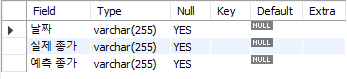 Field Type Null Key Default Extra
날짜 varchar(255) YES NULL
실제 종가 varchar(255) YES NULL
예측 종가 varchar(255) YES NULL